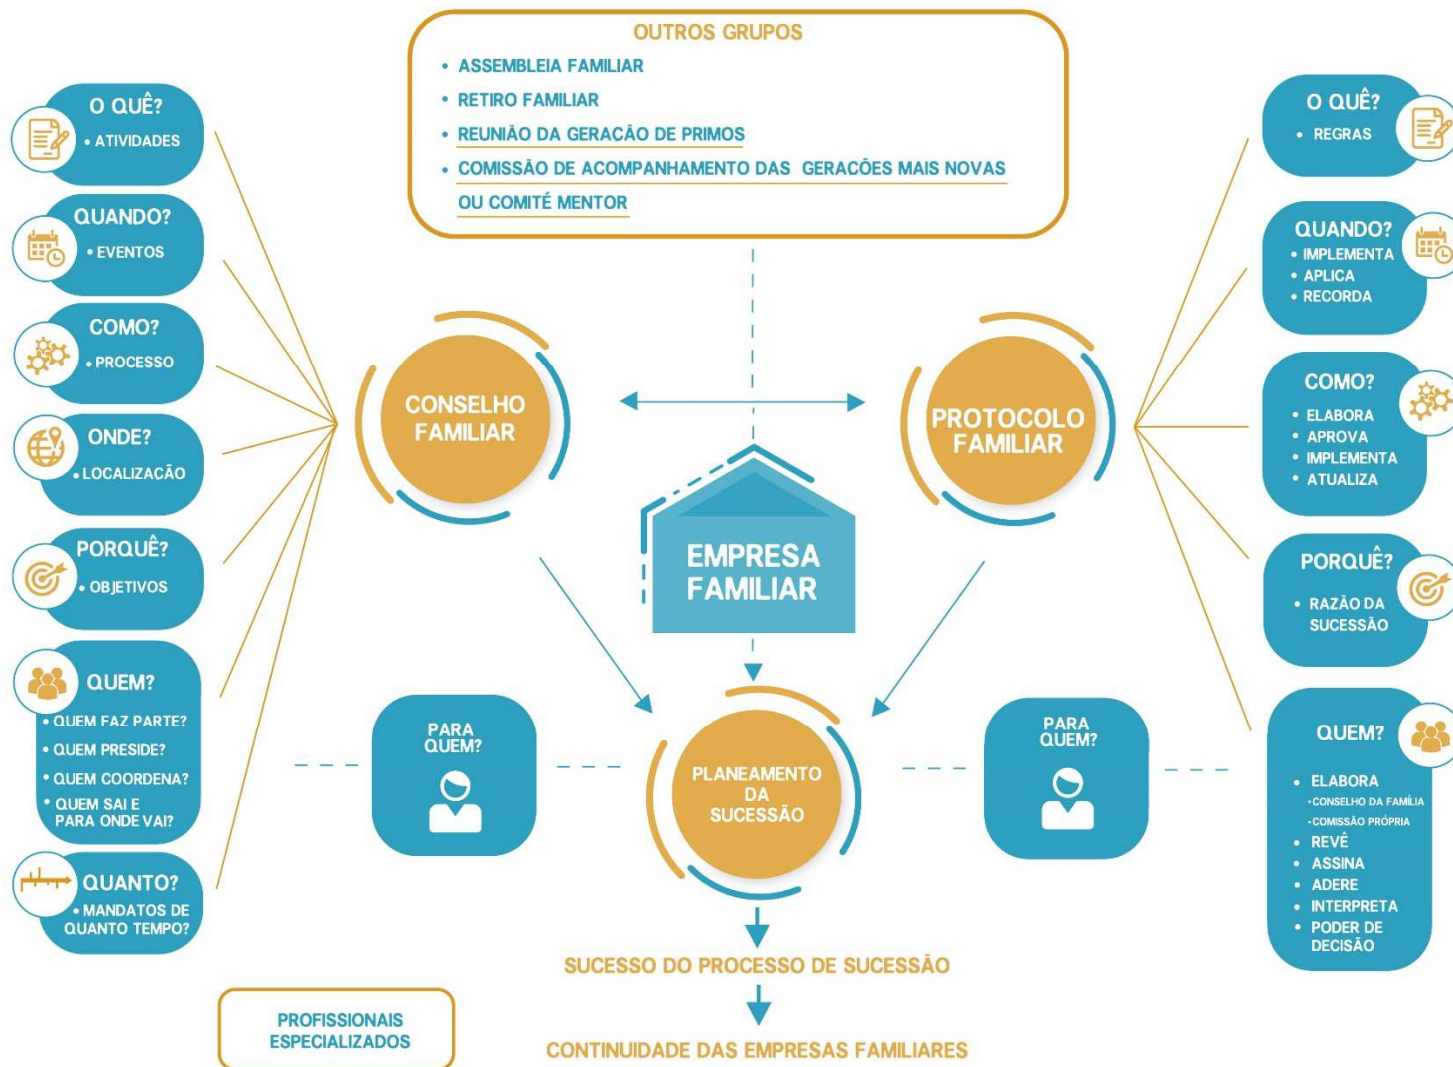 OUTROS GRUPOS
• ASSEMBLEIA FAMILIAR
• RETIRO FAMILIAR
• REUNIÃO DA GERAÇÃO DE PRIMOS
• COMISSÃO DE ACOMPANHAMENTO DAS GERAÇÕES MAIS NOVAS
OU COMITÉ MENTOR
O QUÊ?
• ATIVIDADES
QUANDO?
• EVENTOS
COMO?
• PROCESSO
ONDE?
• LOCALIZAÇÃO
PORQUÊ?
• OBJETIVOS
QUEM?
• QUEM FAZ PARTE?
• QUEM PRESIDE?
• QUEM COORDENA?
• QUEM SAI E
PARA ONDE VAI?
QUANTO?
• MANDATOS DE
QUANTO TEMPO?
CONSELHO
FAMILIAR
PROTOCOLO
FAMILIAR
EMPRESA
FAMILIAR
PARA
QUEM?
PLANEAMENTO
DA
SUCESSÃO
PARA
QUEM?
SUCESSO DO PROCESSO DE SUCESSÃO
CONTINUIDADE DAS EMPRESAS FAMILIARES
PROFISSIONAIS
ESPECIALIZADOS
O QUÊ?
• REGRAS
QUANDO?
• IMPLEMENTA
• APLICA
• RECORDA
COMO?
• ELABORA
• APROVA
• IMPLEMENTA
• ATUALIZA
PORQUÊ?
• RAZÃO DA
SUCESSÃO
QUEM?
• ELABORA
• CONSELHO DA FAMÍLIA
• COMISSÃO PRÓPRIA
• REVÊ
• ASSINA
• ADERE
• INTERPRETA
• PODER DE
DECISÃO